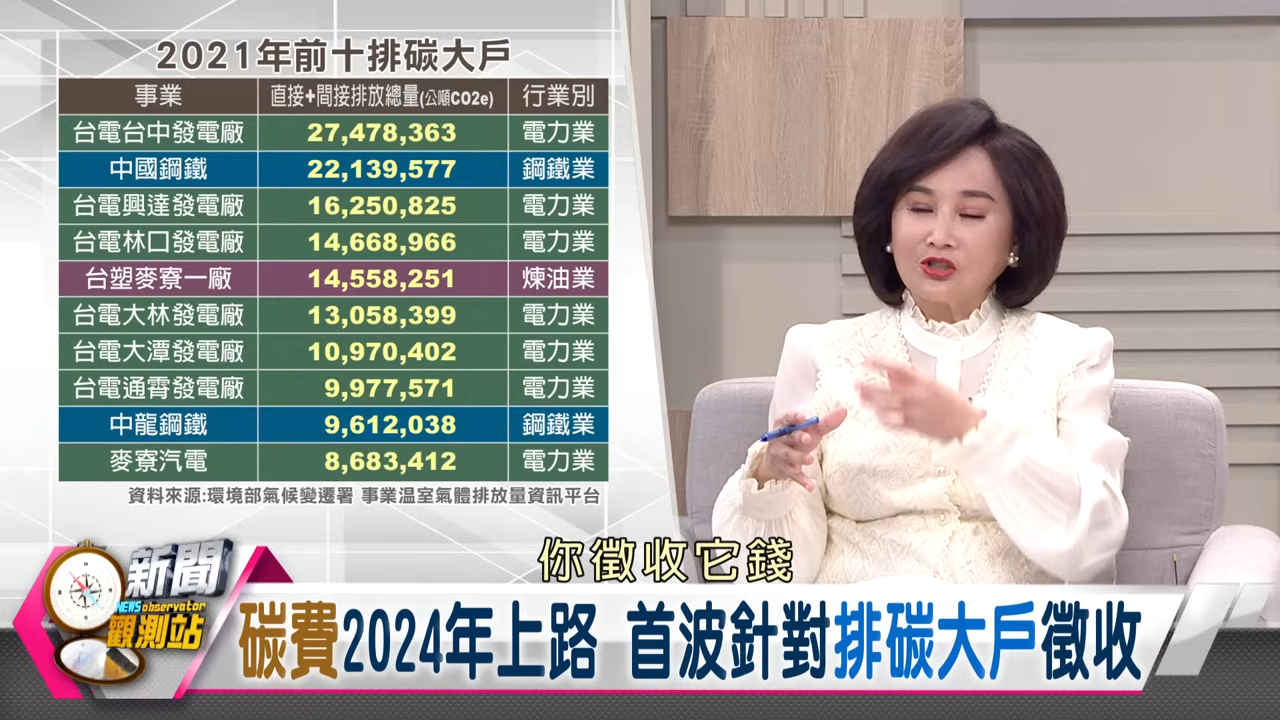 2021年前十排碳大戶
事業 直接+間接排放總量(公噸CO2e) 行業別
台電台中發電廠 27,478,363 電力業
中國鋼鐵 22,139,577 鋼鐵業
台電興達發電廠 16,250,825 電力業
台電林口發電廠 14,668,966 電力業
台塑麥寮一廠 14,558,251 煉油業
台電大林發電廠 13,058,399 電力業
台電大潭發電廠 10,970,402 電力業
台電通霄發電廠 9,977,571 電力業
中龍鋼鐵 9,612,038 鋼鐵業
麥寮汽電 8,683,412 電力業
資料來源:環境部氣候變遷署 事業溫室氣體排放量資訊平台
你徵收它錢
新聞
NEWS observator
觀測站
碳費2024年上路 首波針對排碳大戶徵收